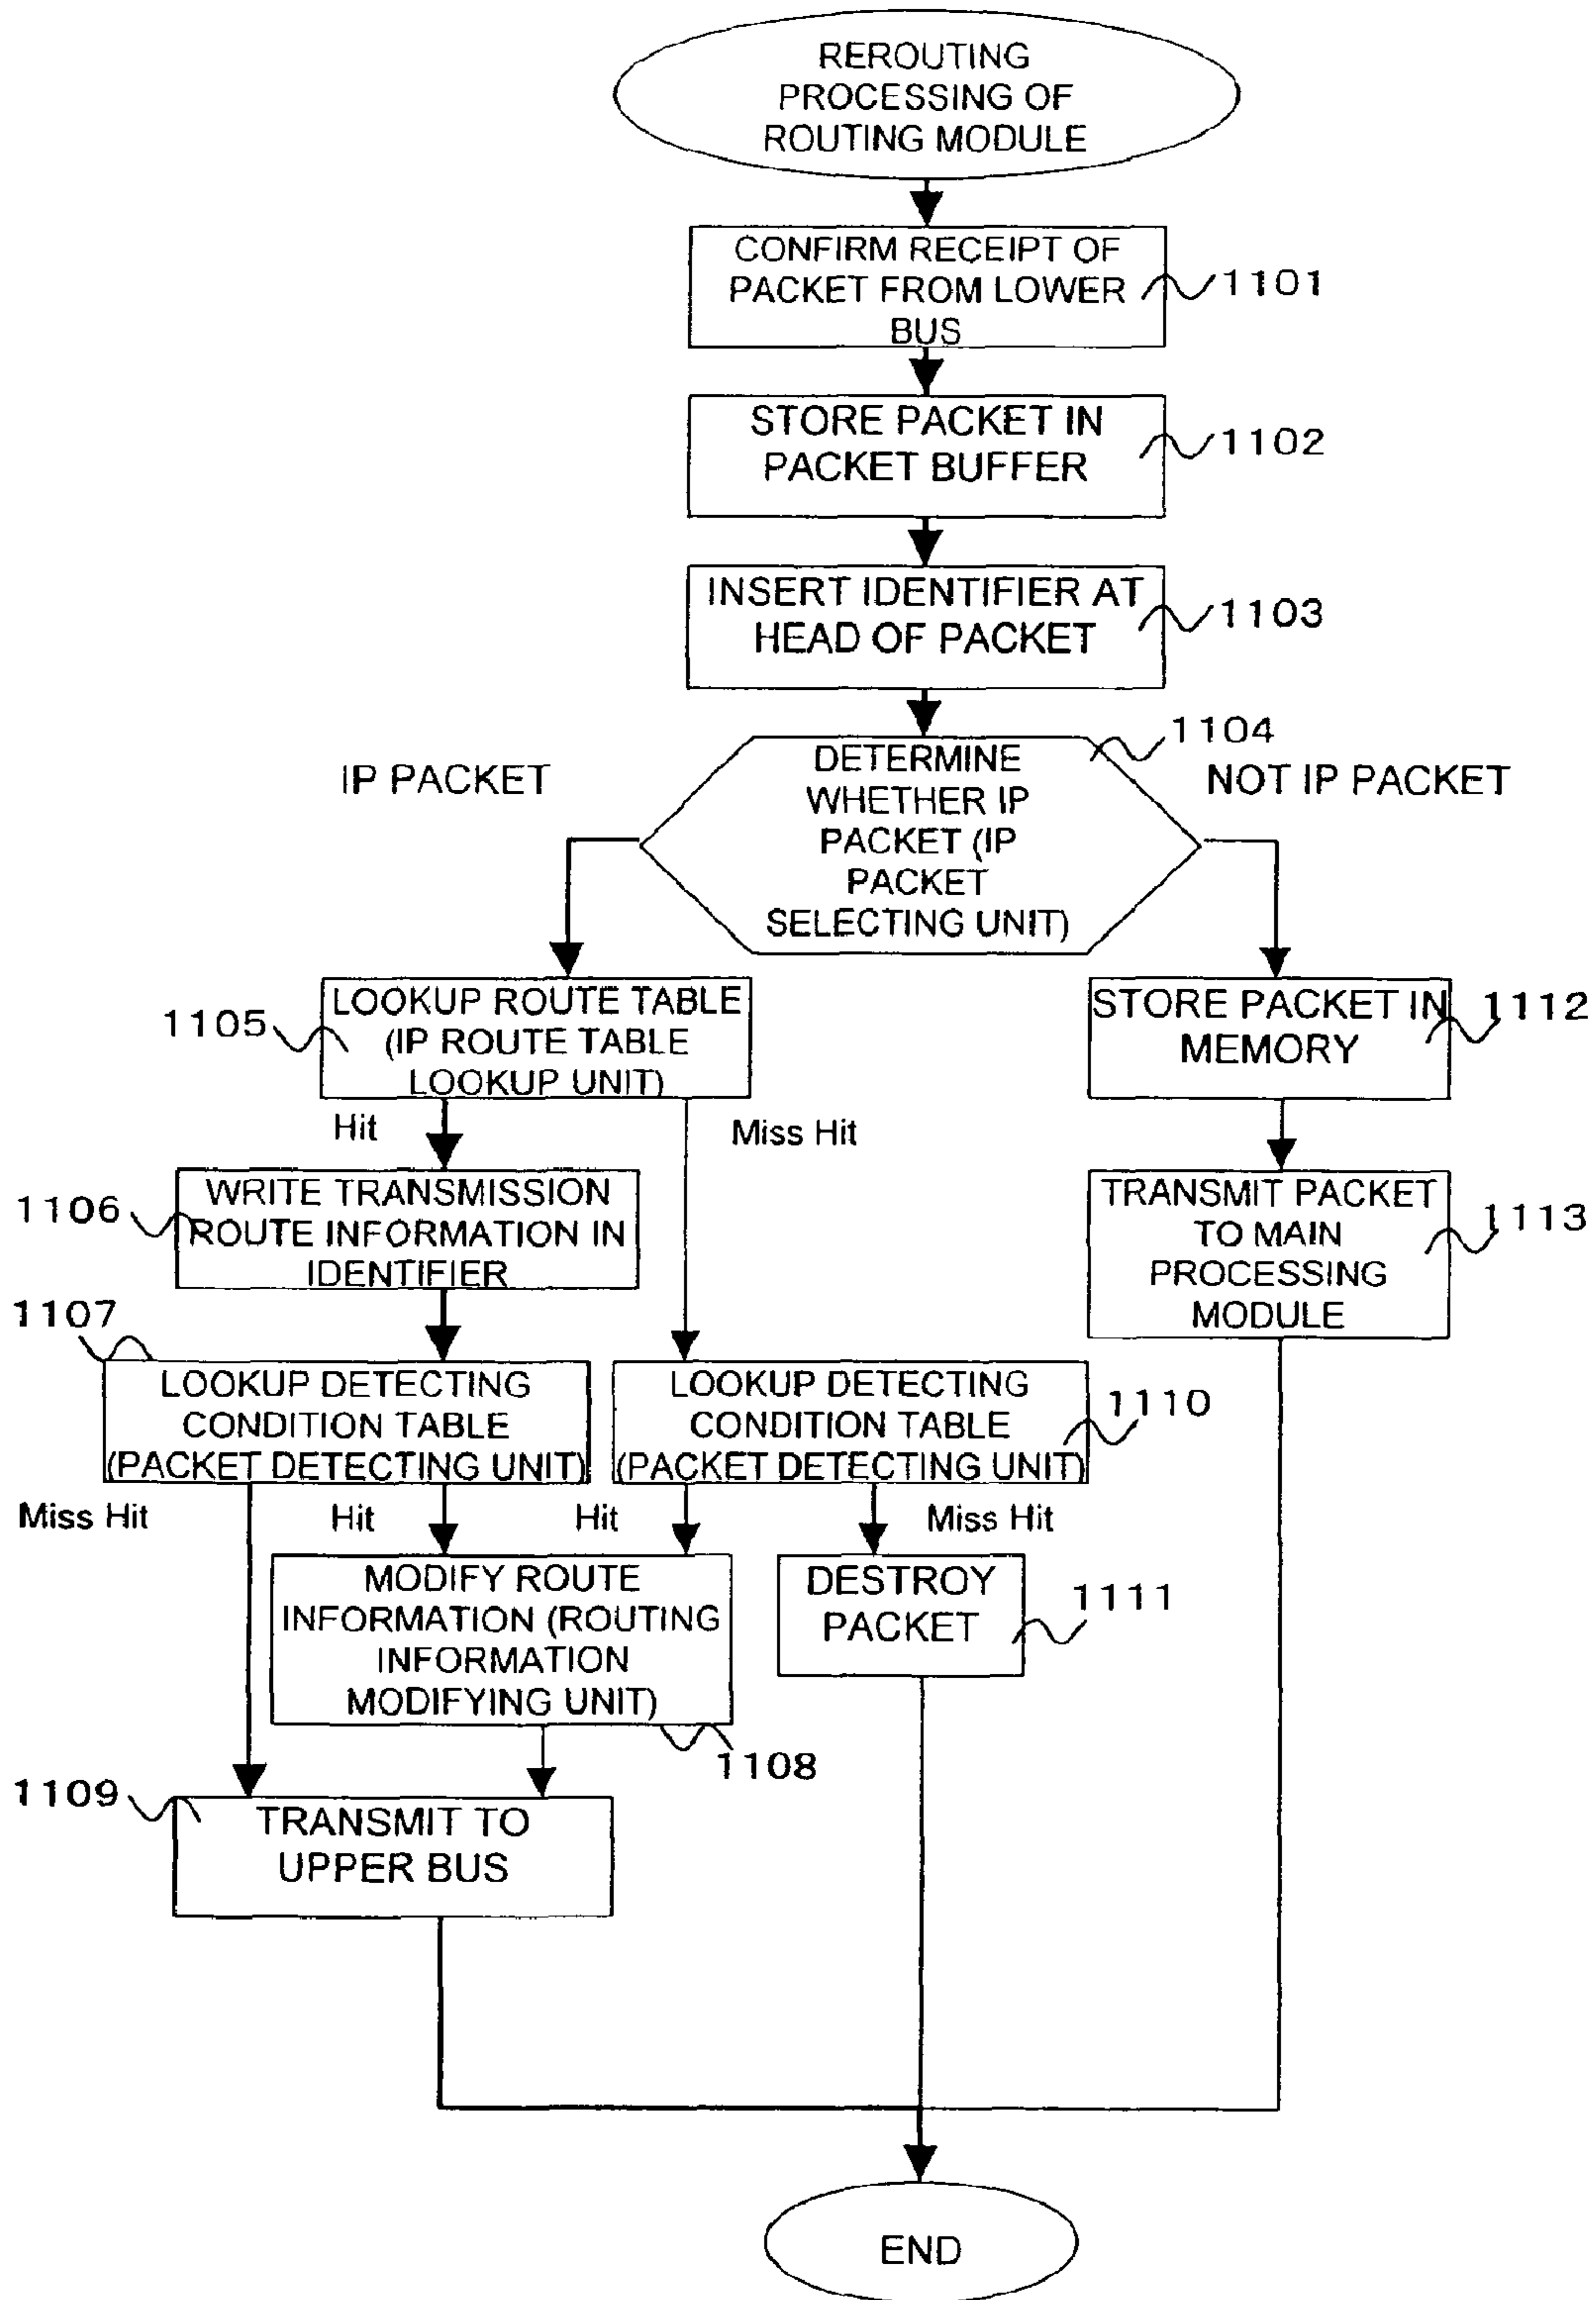 REROUTING
PROCESSING OF
ROUTING MODULE
CONFIRM RECEIPT OF
PACKET FROM LOWER
BUS
1101
STORE PACKET IN
PACKET BUFFER
1102
INSERT IDENTIFIER AT
HEAD OF PACKET
1103
1104
IP PACKET
NOT IP PACKET
DETERMINE
WHETHER IP
PACKET (IP
PACKET
SELECTING UNIT)
LOOKUP ROUTE TABLE
(IP ROUTE TABLE
LOOKUP UNIT)
1105
STORE PACKET IN
MEMORY
1112
Hit
Miss Hit
WRITE TRANSMISSION
ROUTE INFORMATION IN
IDENTIFIER
1106
TRANSMIT PACKET
TO MAIN
PROCESSING
MODULE
1113
1107
LOOKUP DETECTING
CONDITION TABLE
(PACKET DETECTING UNIT)
LOOKUP DETECTING
CONDITION TABLE
(PACKET DETECTING UNIT)
1110
Miss Hit
Hit
Hit
Miss Hit
MODIFY ROUTE
INFORMATION (ROUTING
INFORMATION
MODIFYING UNIT)
1108
DESTROY
PACKET
1111
1109
TRANSMIT TO
UPPER BUS
END